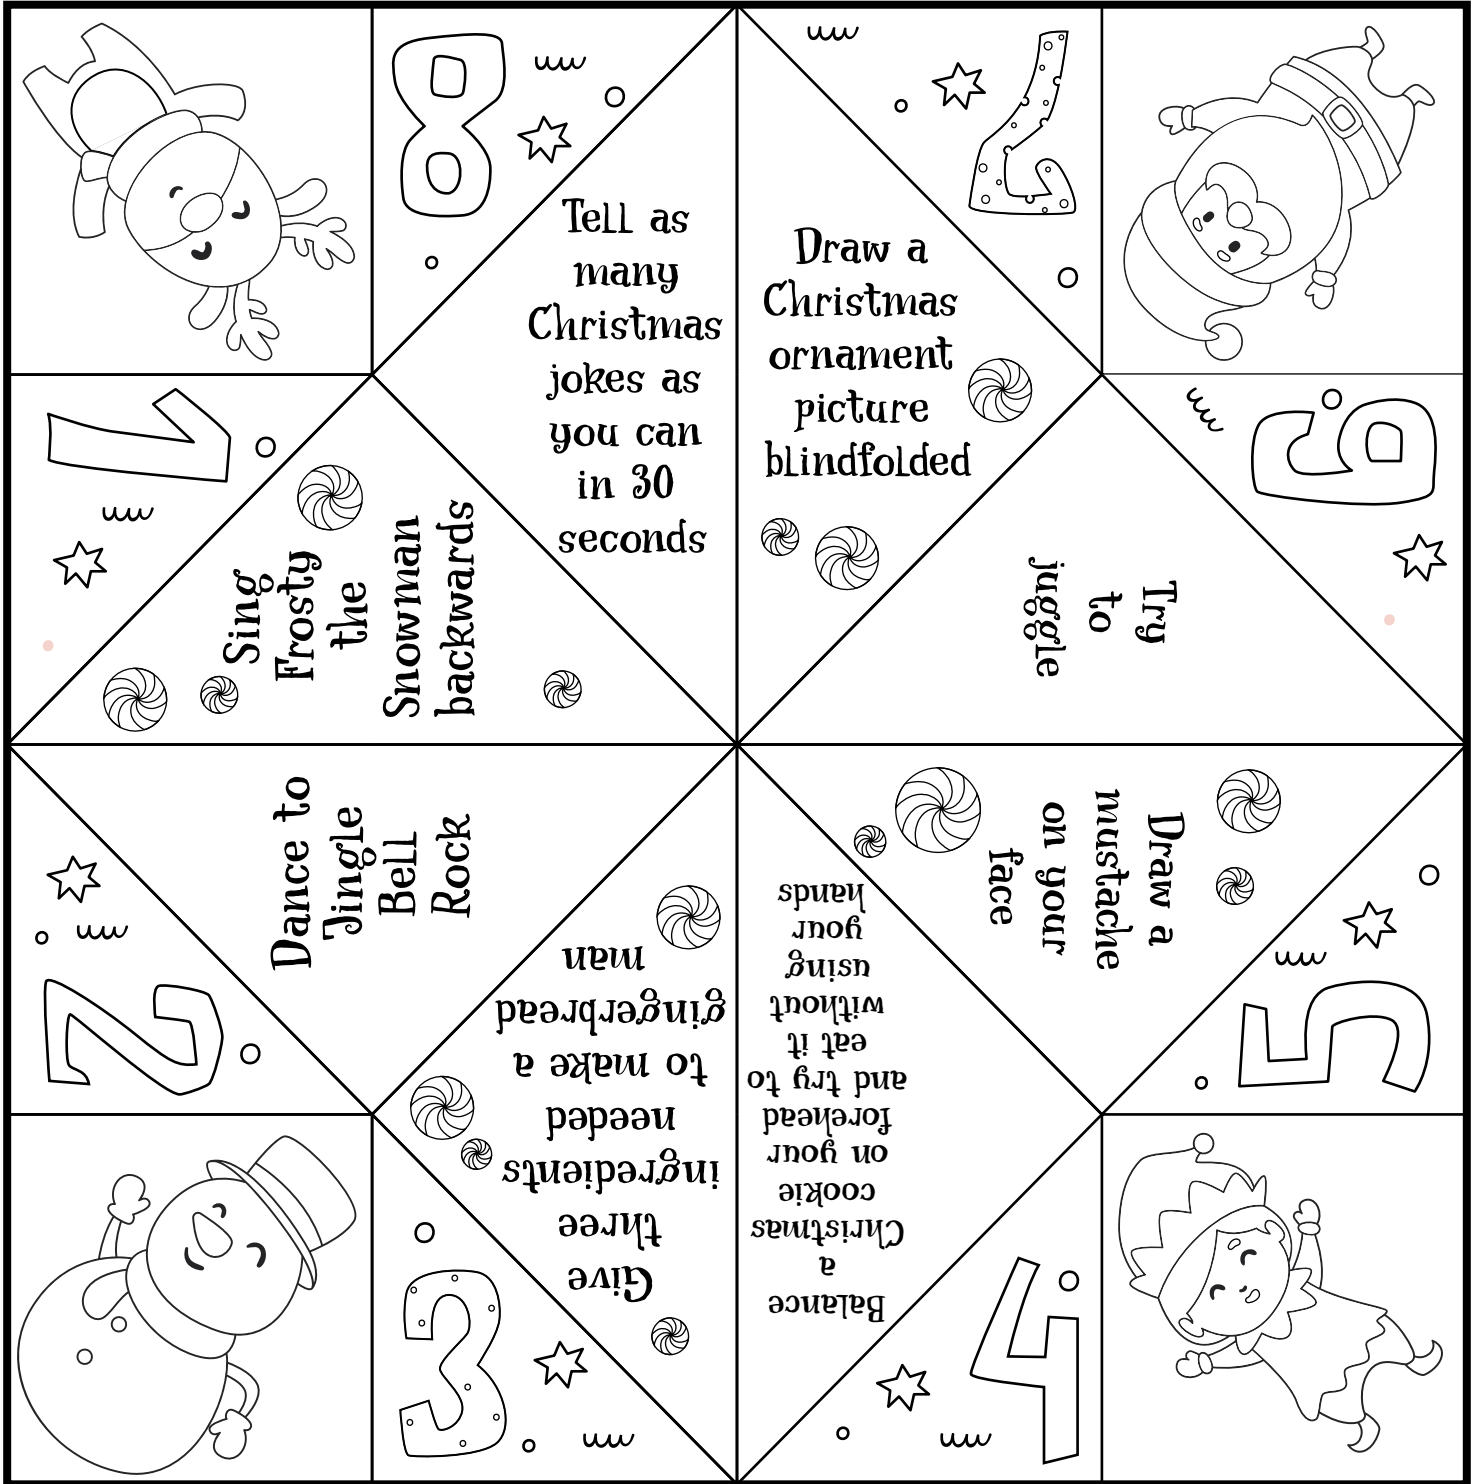 8
Tell as
many
Christmas
jokes as
you can
in 30
seconds
7
Draw a
Christmas
ornament
picture
blindfolded
6
Try
to
juggle
5
Draw a
mustache
on your
face
4
Balance
a
Christmas
cookie
on your
forehead
and try to
eat it
without
using
your
hands
3
Give
three
ingredients
needed
to make a
gingerbread
man
2
Dance to
Jingle
Bell
Rock
1
Sing
Frosty
the
Snowman
backwards